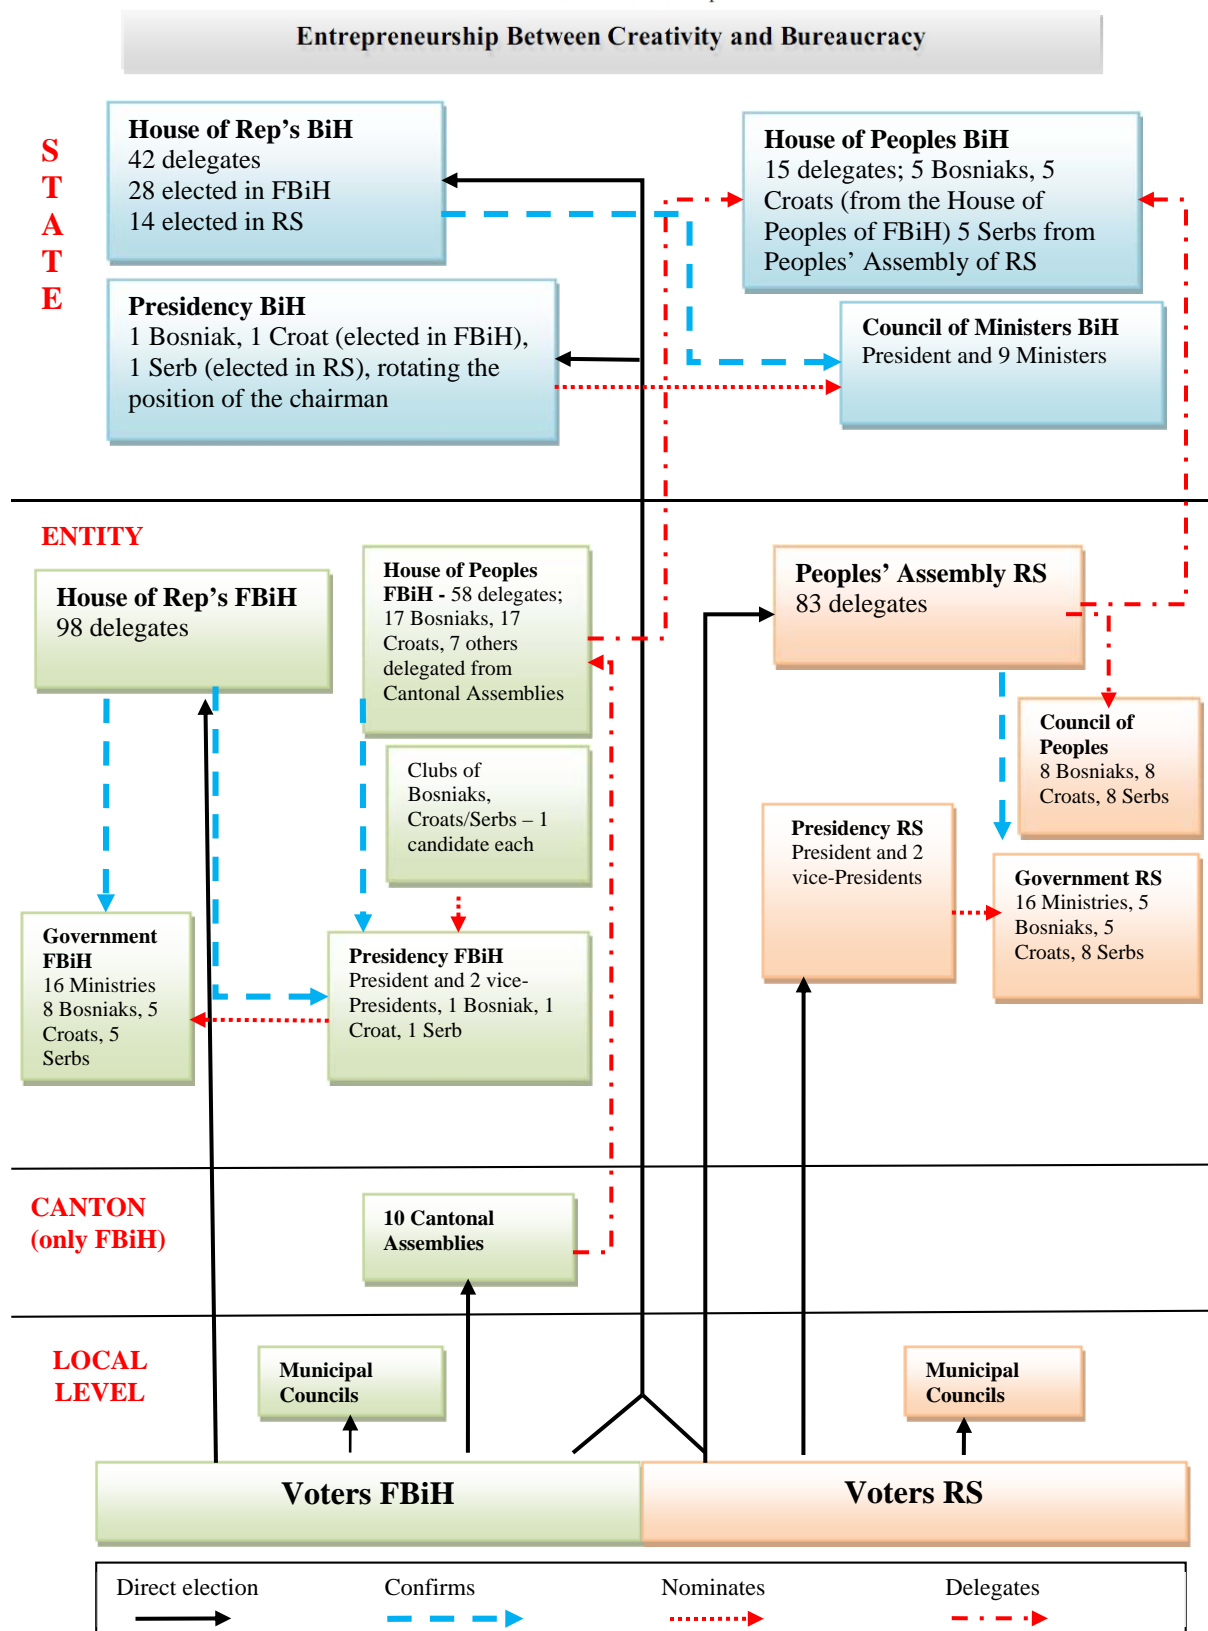 Entrepreneurship Between Creativity and Bureaucracy
S
T
A
T
E
House of Rep's BiH
42 delegates
28 elected in FBiH
14 elected in RS
House of Peoples BiH
15 delegates; 5 Bosniaks, 5
Croats (from the House of
Peoples of FBiH) 5 Serbs from
Peoples' Assembly of RS
Presidency BiH
1 Bosniak, 1 Croat (elected in FBiH),
1 Serb (elected in RS), rotating the
position of the chairman
Council of Ministers BiH
President and 9 Ministers
ENTITY
House of Rep's FBiH
98 delegates
House of Peoples
FBiH - 58 delegates;
17 Bosniaks, 17
Croats, 7 others
delegated from
Cantonal Assemblies
Peoples' Assembly RS
83 delegates
Clubs of
Bosniaks,
Croats/Serbs – 1
candidate each
Council of
Peoples
8 Bosniaks, 8
Croats, 8 Serbs
Presidency RS
President and 2
vice-Presidents
Government RS
16 Ministries, 5
Bosniaks, 5
Croats, 8 Serbs
Government
FBiH
16 Ministries
8 Bosniaks, 5
Croats, 5
Serbs
Presidency FBiH
President and 2 vice-
Presidents, 1 Bosniak, 1
Croat, 1 Serb
CANTON
(only FBiH)
10 Cantonal
Assemblies
LOCAL
LEVEL
Municipal
Councils
Municipal
Councils
Voters FBiH
Voters RS
Direct election
Confirms
Nominates
Delegates